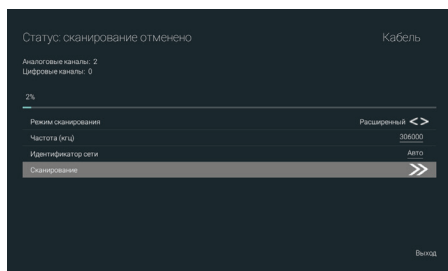 Статус: сканирование отменено
Кабель
Аналоговые каналы: 2
Цифровые каналы: 0
2%
Режим сканирования Расширенный <>
Частота (кгц) 306000
Идентификатор сети Авто
Сканирование
Выход